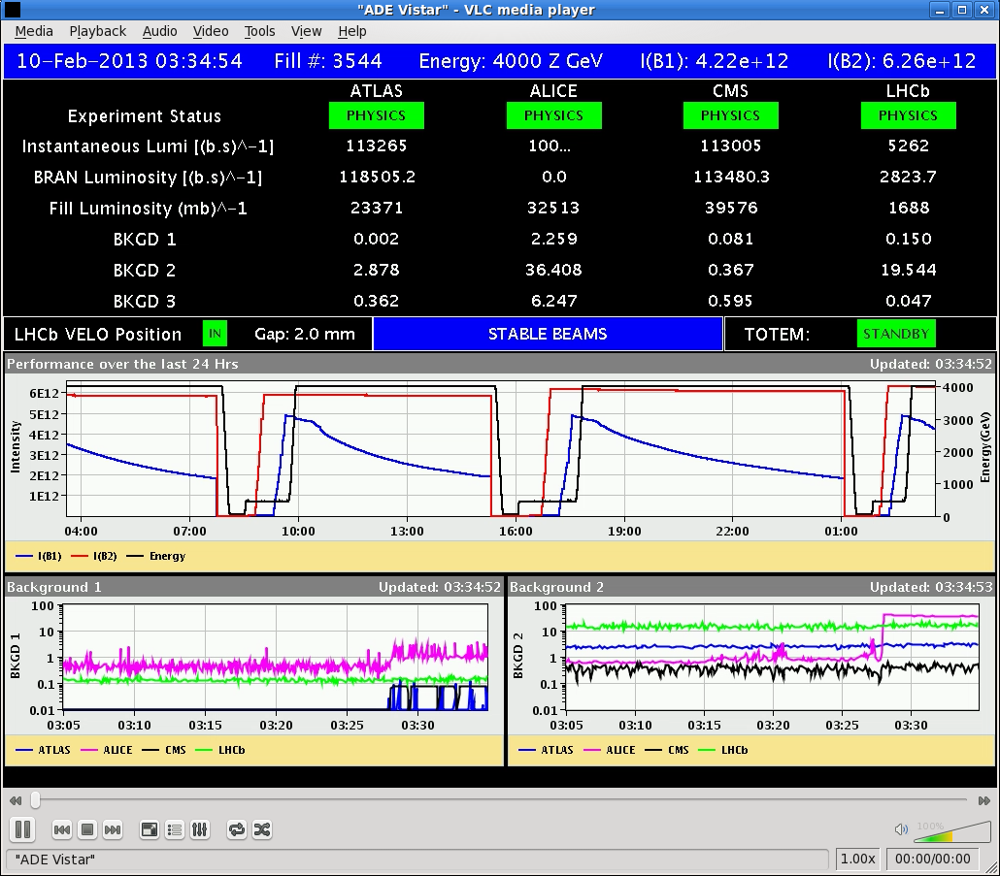 "ADE Vistar" - VLC media player
Media Playback Audio Video Tools View Help
10-Feb-2013 03:34:54 Fill #: 3544 Energy: 4000 Z GeV I(B1): 4.22e+12 I(B2): 6.26e+12
ATLAS ALICE CMS LHCb
Experiment Status PHYSICS PHYSICS PHYSICS PHYSICS
Instantaneous Lumi [(b.s)^-1] 113265 100... 113005 5262
BRAN Luminosity [(b.s)^-1] 118505.2 0.0 113480.3 2823.7
Fill Luminosity (mb)^-1 23371 32513 39576 1688
BKGD 1 0.002 2.259 0.081 0.150
BKGD 2 2.878 36.408 0.367 19.544
BKGD 3 0.362 6.247 0.595 0.047
LHCb VELO Position IN Gap: 2.0 mm STABLE BEAMS TOTEM: STANDBY
Performance over the last 24 Hrs Updated: 03:34:52
Intensity
6E12
5E12
4E12
3E12
2E12
1E12
4000
3000
2000
1000
0
Energy(GeV)
04:00 07:00 10:00 13:00 16:00 19:00 22:00 01:00
I(B1) I(B2) Energy
Background 1 Updated: 03:34:52
BKGD 1
100
10
1
0.1
0.01
03:05 03:10 03:15 03:20 03:25 03:30
ATLAS ALICE CMS LHCb
Background 2 Updated: 03:34:53
BKGD 2
100
10
1
0.1
0.01
03:05 03:10 03:15 03:20 03:25 03:30
ATLAS ALICE CMS LHCb
100%
"ADE Vistar" 1.00x 00:00/00:00